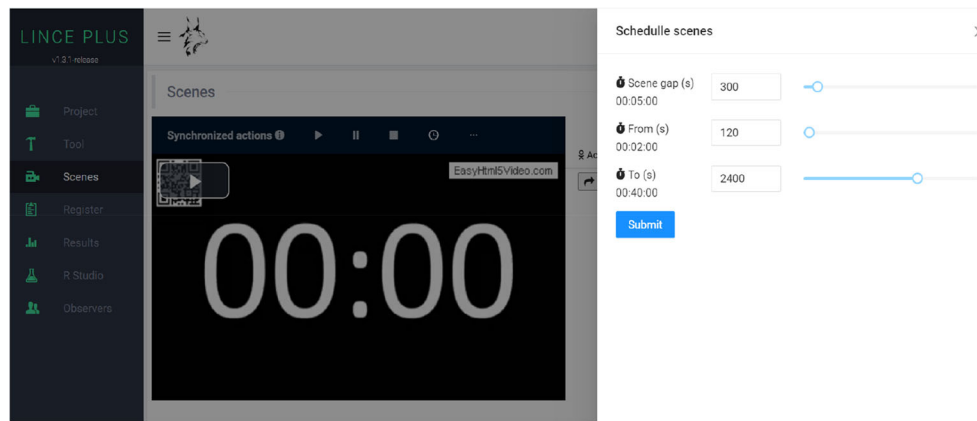 LINCE PLUS
v1.3.1-release
Project
Tool
Scenes
Register
Results
R Studio
Observers
Scenes
Synchronized actions
EasyHtml5Video.com
00:00
Ac
Schedulle scenes
Scene gap (s)
00:05:00
300
From (s)
00:02:00
120
To (s)
00:40:00
2400
Submit